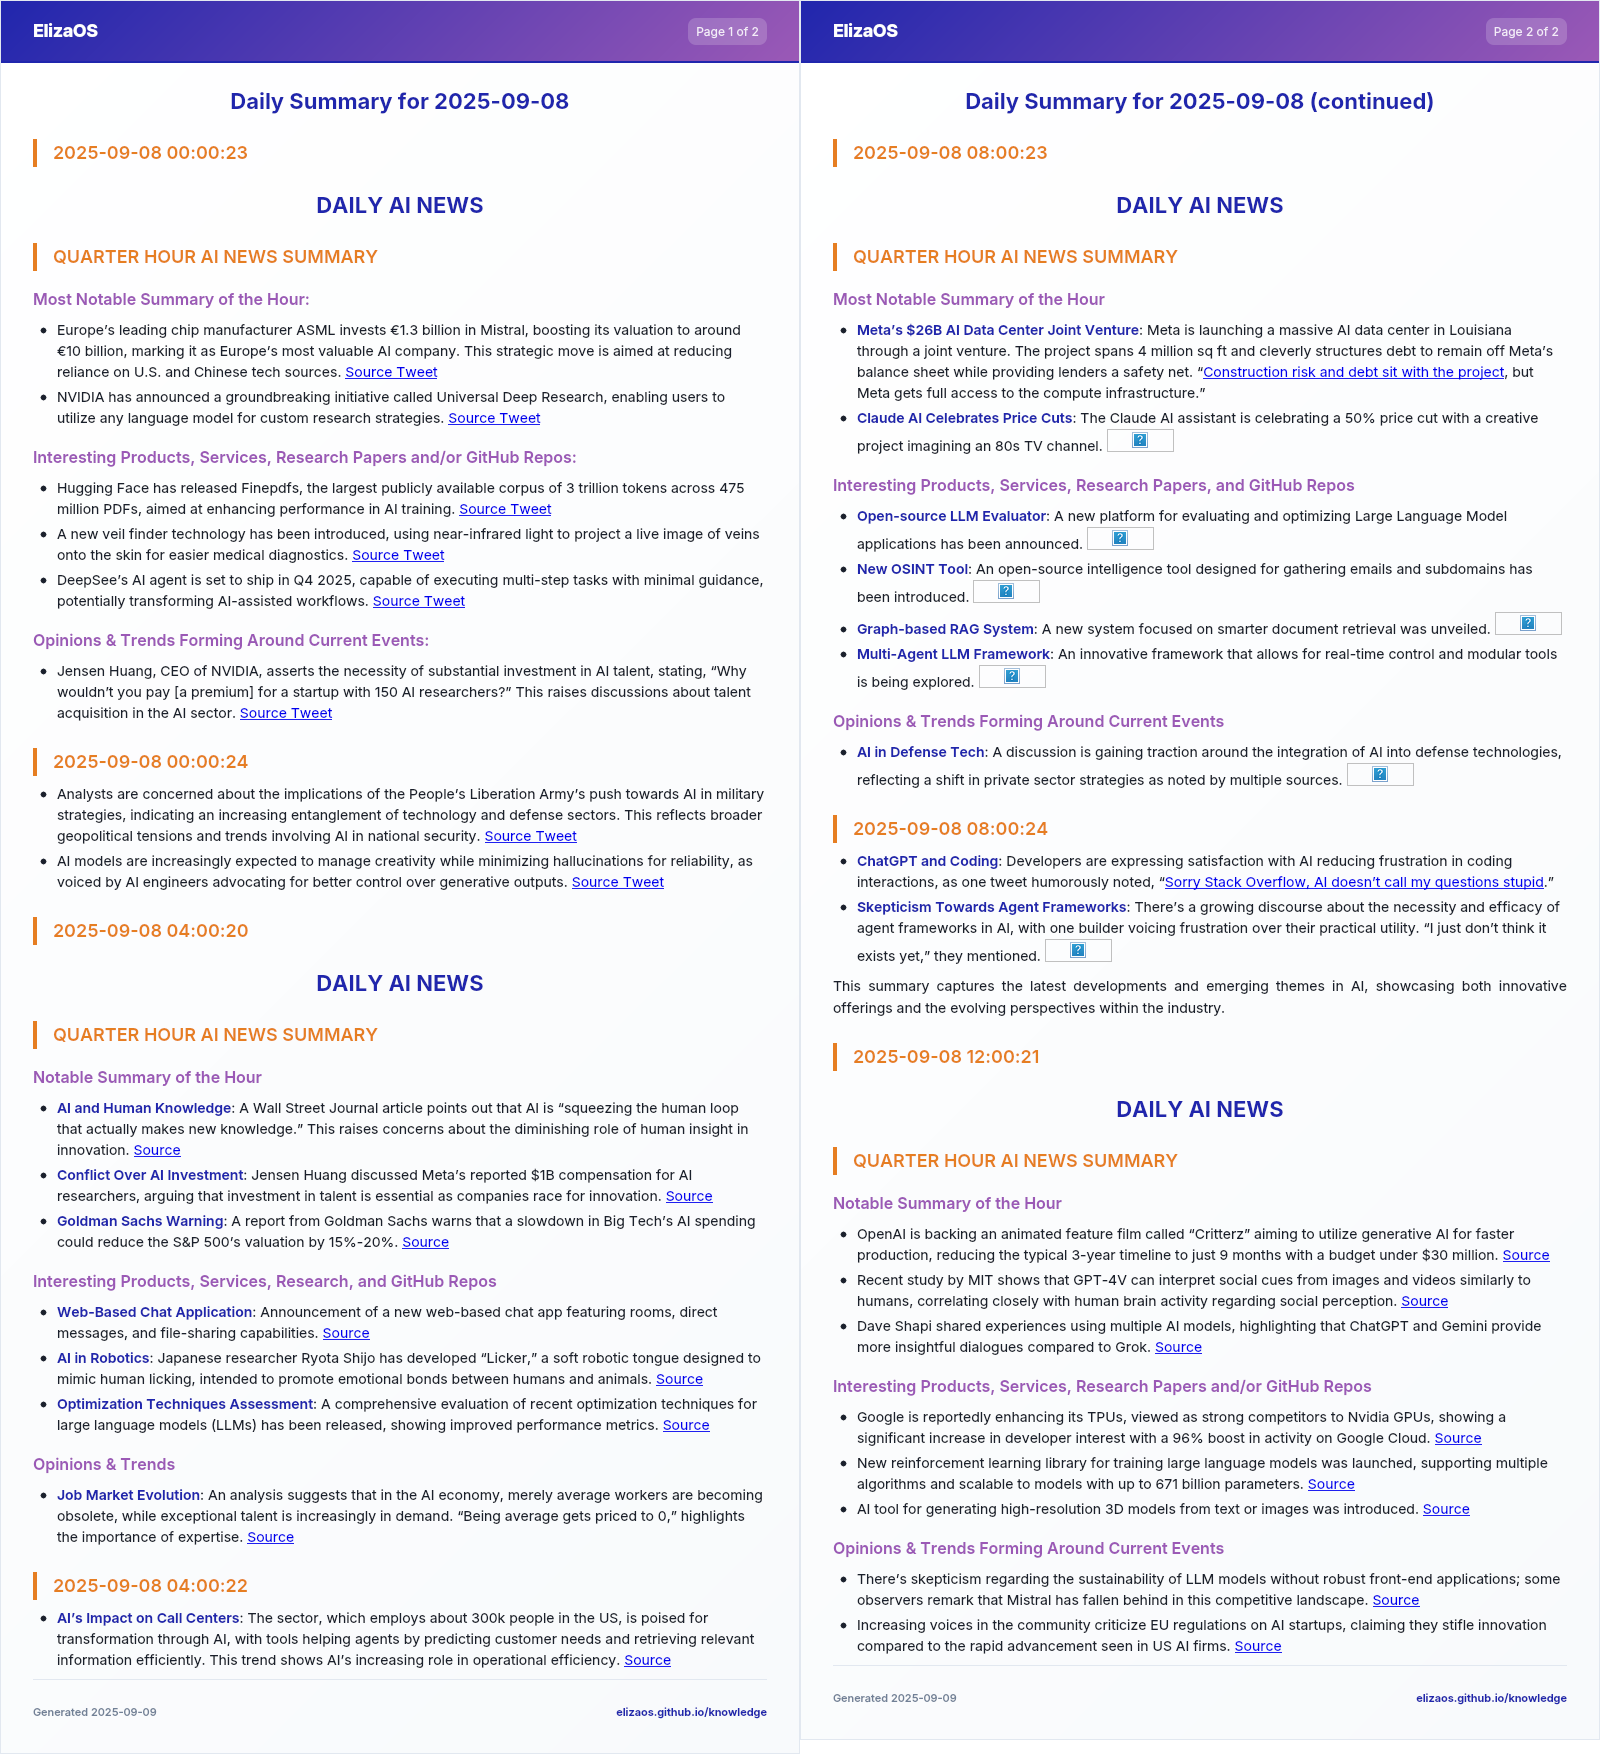 ElizaOS
Page 1 of 2
Daily Summary for 2025-09-08
2025-09-08 00:00:23
DAILY AI NEWS
QUARTER HOUR AI NEWS SUMMARY
Most Notable Summary of the Hour:
Europe’s leading chip manufacturer ASML invests €1.3 billion in Mistral, boosting its valuation to around
€10 billion, marking it as Europe’s most valuable AI company. This strategic move is aimed at reducing
reliance on U.S. and Chinese tech sources. Source Tweet
NVIDIA has announced a groundbreaking initiative called Universal Deep Research, enabling users to
utilize any language model for custom research strategies. Source Tweet
Interesting Products, Services, Research Papers and/or GitHub Repos:
Hugging Face has released Finepdfs, the largest publicly available corpus of 3 trillion tokens across 475
million PDFs, aimed at enhancing performance in AI training. Source Tweet
A new veil finder technology has been introduced, using near-infrared light to project a live image of veins
onto the skin for easier medical diagnostics. Source Tweet
DeepSee’s AI agent is set to ship in Q4 2025, capable of executing multi-step tasks with minimal guidance,
potentially transforming AI-assisted workflows. Source Tweet
Opinions & Trends Forming Around Current Events:
Jensen Huang, CEO of NVIDIA, asserts the necessity of substantial investment in AI talent, stating, “Why
wouldn’t you pay [a premium] for a startup with 150 AI researchers?” This raises discussions about talent
acquisition in the AI sector. Source Tweet
2025-09-08 00:00:24
Analysts are concerned about the implications of the People’s Liberation Army’s push towards AI in military
strategies, indicating an increasing entanglement of technology and defense sectors. This reflects broader
geopolitical tensions and trends involving AI in national security. Source Tweet
AI models are increasingly expected to manage creativity while minimizing hallucinations for reliability, as
voiced by AI engineers advocating for better control over generative outputs. Source Tweet
2025-09-08 04:00:20
DAILY AI NEWS
QUARTER HOUR AI NEWS SUMMARY
Notable Summary of the Hour
AI and Human Knowledge: A Wall Street Journal article points out that AI is “squeezing the human loop
that actually makes new knowledge.” This raises concerns about the diminishing role of human insight in
innovation. Source
Conflict Over AI Investment: Jensen Huang discussed Meta’s reported $1B compensation for AI
researchers, arguing that investment in talent is essential as companies race for innovation. Source
Goldman Sachs Warning: A report from Goldman Sachs warns that a slowdown in Big Tech’s AI spending
could reduce the S&P 500’s valuation by 15%-20%. Source
Interesting Products, Services, Research, and GitHub Repos
Web-Based Chat Application: Announcement of a new web-based chat app featuring rooms, direct
messages, and file-sharing capabilities. Source
AI in Robotics: Japanese researcher Ryota Shijo has developed “Licker,” a soft robotic tongue designed to
mimic human licking, intended to promote emotional bonds between humans and animals. Source
Optimization Techniques Assessment: A comprehensive evaluation of recent optimization techniques for
large language models (LLMs) has been released, showing improved performance metrics. Source
Opinions & Trends
Job Market Evolution: An analysis suggests that in the AI economy, merely average workers are becoming
obsolete, while exceptional talent is increasingly in demand. “Being average gets priced to 0,” highlights
the importance of expertise. Source
2025-09-08 04:00:22
AI’s Impact on Call Centers: The sector, which employs about 300k people in the US, is poised for
transformation through AI, with tools helping agents by predicting customer needs and retrieving relevant
information efficiently. This trend shows AI’s increasing role in operational efficiency. Source
Generated 2025-09-09
elizaos.github.io/knowledge
ElizaOS
Page 2 of 2
Daily Summary for 2025-09-08 (continued)
2025-09-08 08:00:23
DAILY AI NEWS
QUARTER HOUR AI NEWS SUMMARY
Most Notable Summary of the Hour
Meta’s $26B AI Data Center Joint Venture: Meta is launching a massive AI data center in Louisiana
through a joint venture. The project spans 4 million sq ft and cleverly structures debt to remain off Meta’s
balance sheet while providing lenders a safety net. “Construction risk and debt sit with the project, but
Meta gets full access to the compute infrastructure.”
Claude AI Celebrates Price Cuts: The Claude AI assistant is celebrating a 50% price cut with a creative
project imagining an 80s TV channel.
Interesting Products, Services, Research Papers, and GitHub Repos
Open-source LLM Evaluator: A new platform for evaluating and optimizing Large Language Model
applications has been announced.
New OSINT Tool: An open-source intelligence tool designed for gathering emails and subdomains has
been introduced.
Graph-based RAG System: A new system focused on smarter document retrieval was unveiled.
Multi-Agent LLM Framework: An innovative framework that allows for real-time control and modular tools
is being explored.
Opinions & Trends Forming Around Current Events
AI in Defense Tech: A discussion is gaining traction around the integration of AI into defense technologies,
reflecting a shift in private sector strategies as noted by multiple sources.
2025-09-08 08:00:24
ChatGPT and Coding: Developers are expressing satisfaction with AI reducing frustration in coding
interactions, as one tweet humorously noted, “Sorry Stack Overflow, AI doesn’t call my questions stupid.”
Skepticism Towards Agent Frameworks: There’s a growing discourse about the necessity and efficacy of
agent frameworks in AI, with one builder voicing frustration over their practical utility. “I just don’t think it
exists yet,” they mentioned.
This summary captures the latest developments and emerging themes in AI, showcasing both innovative
offerings and the evolving perspectives within the industry.
2025-09-08 12:00:21
DAILY AI NEWS
QUARTER HOUR AI NEWS SUMMARY
Notable Summary of the Hour
OpenAI is backing an animated feature film called “Critterz” aiming to utilize generative AI for faster
production, reducing the typical 3-year timeline to just 9 months with a budget under $30 million. Source
Recent study by MIT shows that GPT-4V can interpret social cues from images and videos similarly to
humans, correlating closely with human brain activity regarding social perception. Source
Dave Shapi shared experiences using multiple AI models, highlighting that ChatGPT and Gemini provide
more insightful dialogues compared to Grok. Source
Interesting Products, Services, Research Papers and/or GitHub Repos
Google is reportedly enhancing its TPUs, viewed as strong competitors to Nvidia GPUs, showing a
significant increase in developer interest with a 96% boost in activity on Google Cloud. Source
New reinforcement learning library for training large language models was launched, supporting multiple
algorithms and scalable to models with up to 671 billion parameters. Source
AI tool for generating high-resolution 3D models from text or images was introduced. Source
Opinions & Trends Forming Around Current Events
There’s skepticism regarding the sustainability of LLM models without robust front-end applications; some
observers remark that Mistral has fallen behind in this competitive landscape. Source
Increasing voices in the community criticize EU regulations on AI startups, claiming they stifle innovation
compared to the rapid advancement seen in US AI firms. Source
Generated 2025-09-09
elizaos.github.io/knowledge